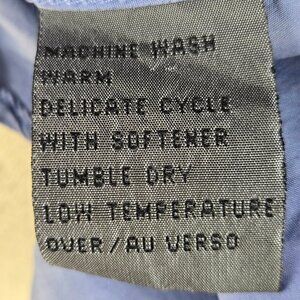 MACHINE WASH
WARM
DELICATE CYCLE
WITH SOFTENER
TUMBLE DRY
LOW TEMPERATURE
OVER/AU VERSO